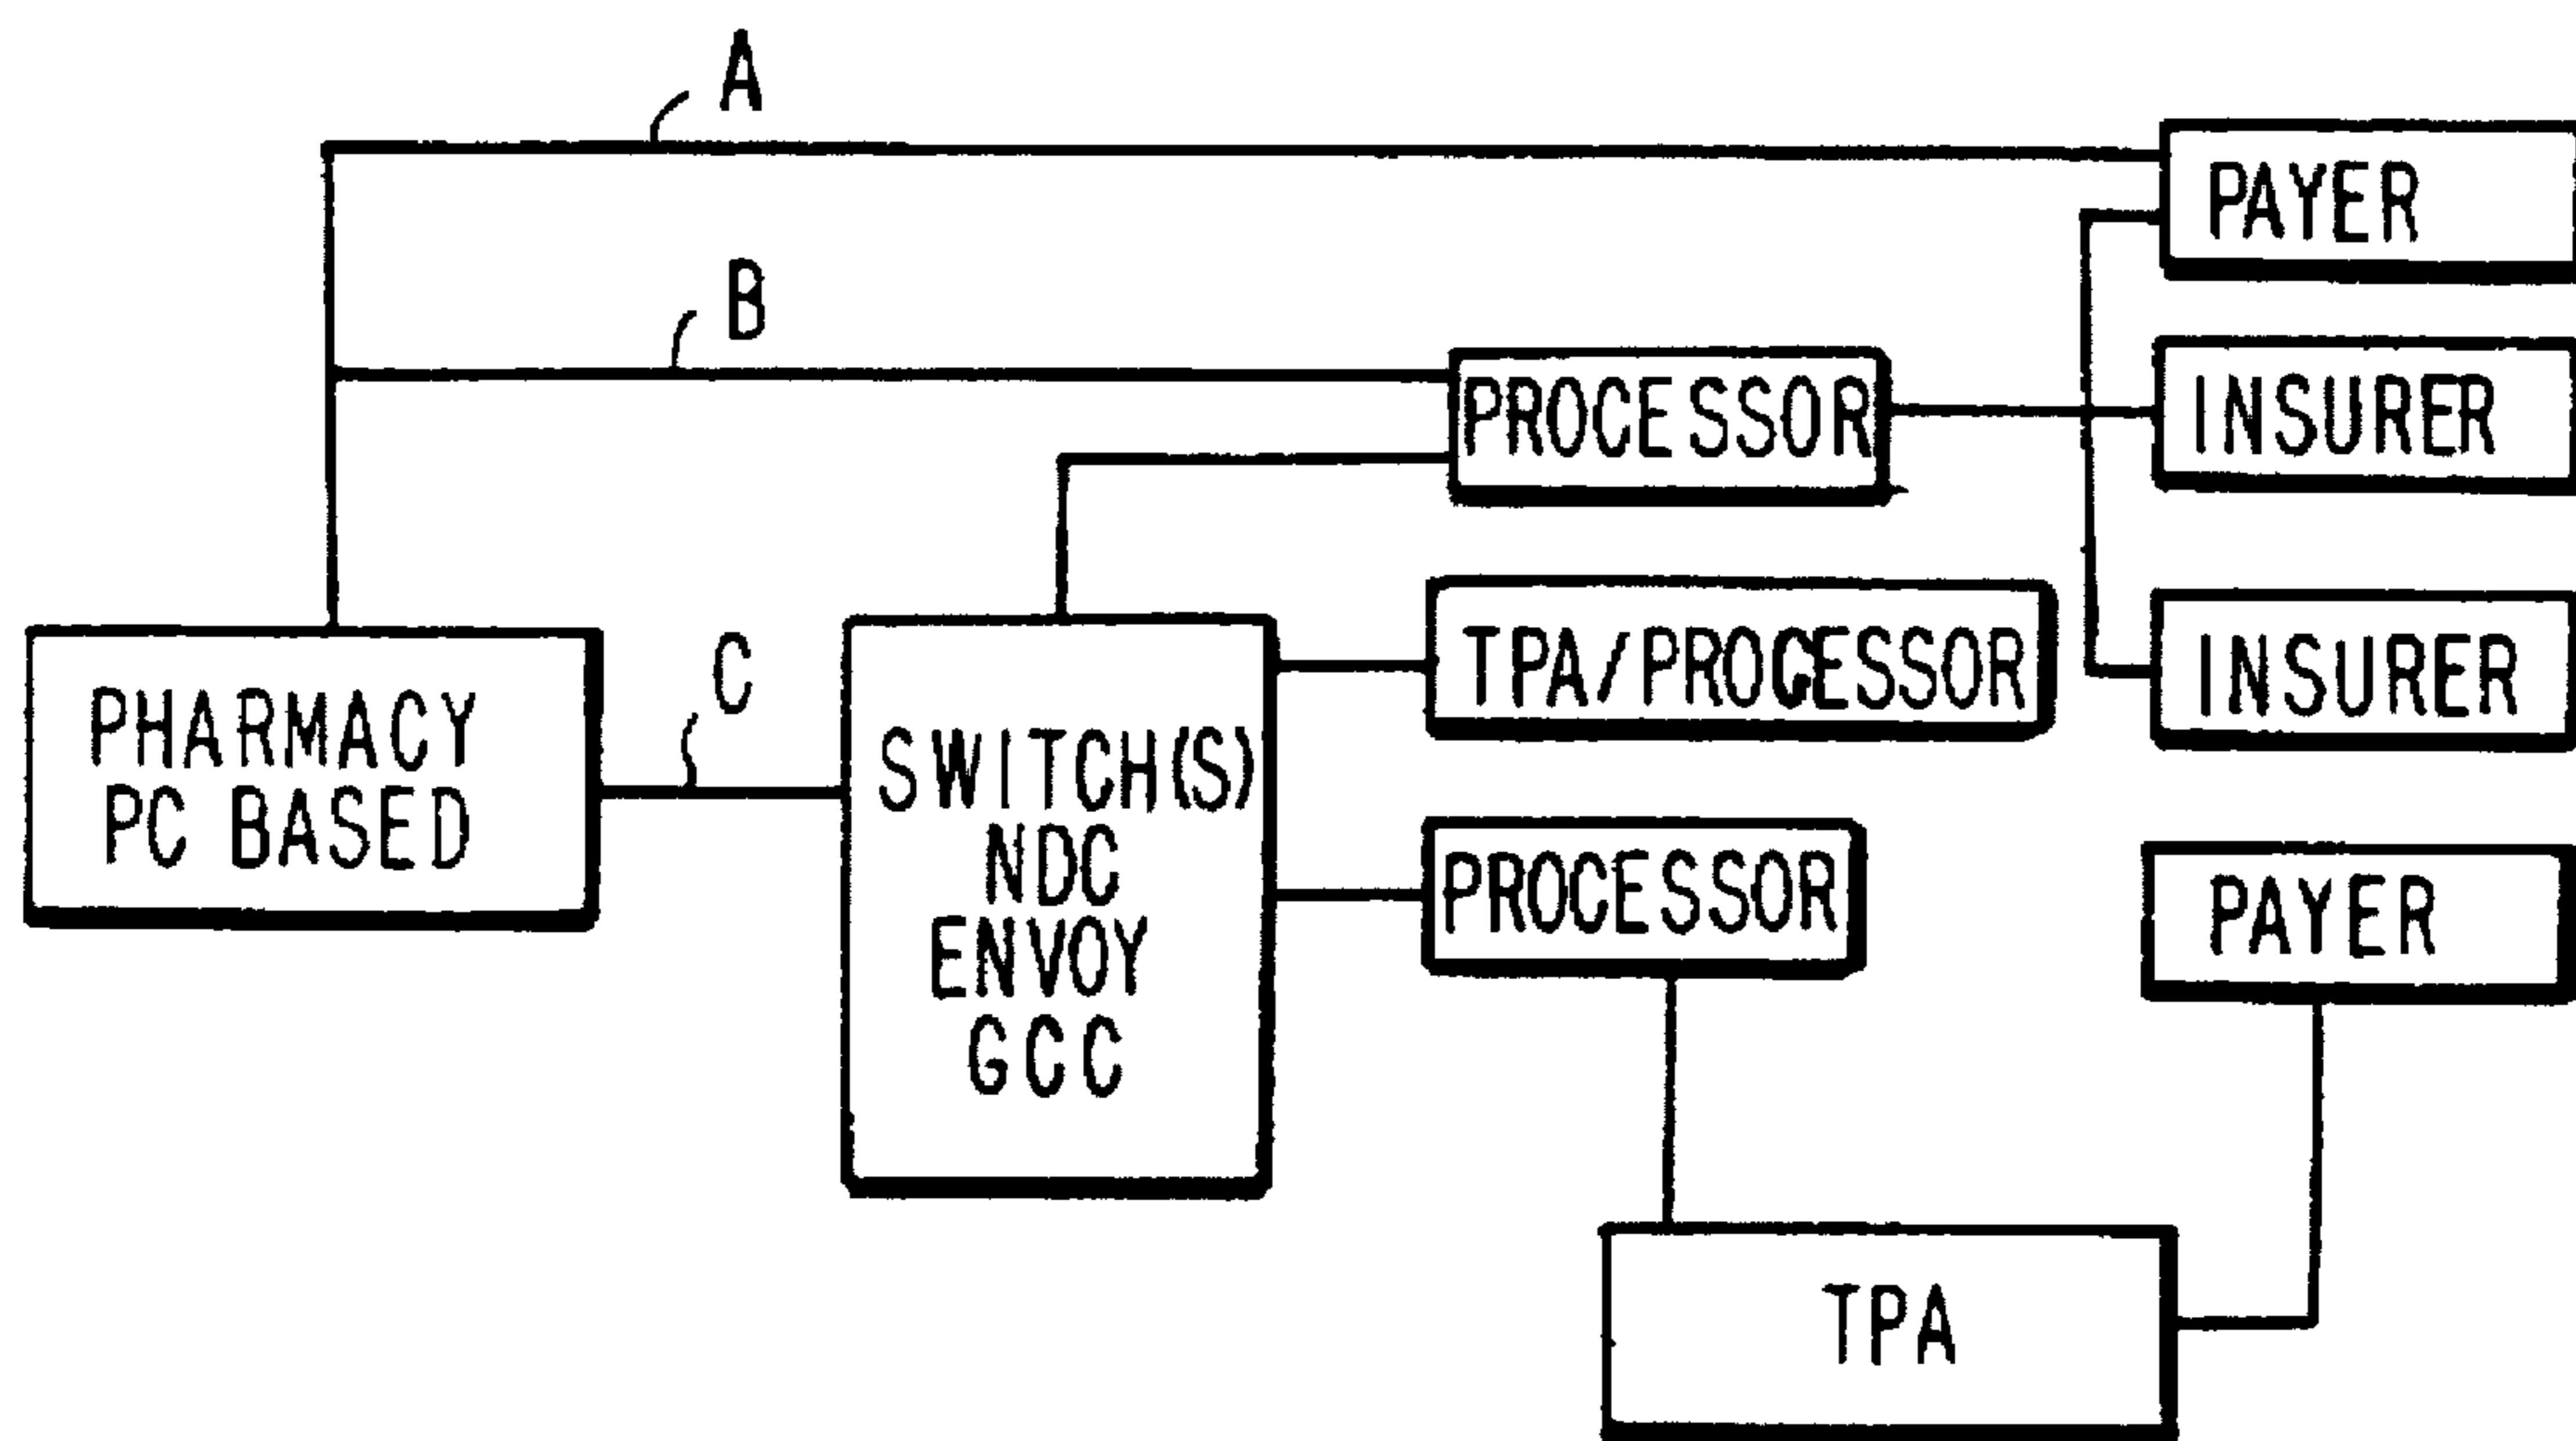 A
PAYER
B
PROCESSOR
INSURER
TPA/PROCESSOR
INSURER
C
PHARMACY
PC BASED
SWITCH(S)
NDC
ENVOY
GCC
PROCESSOR
PAYER
TPA